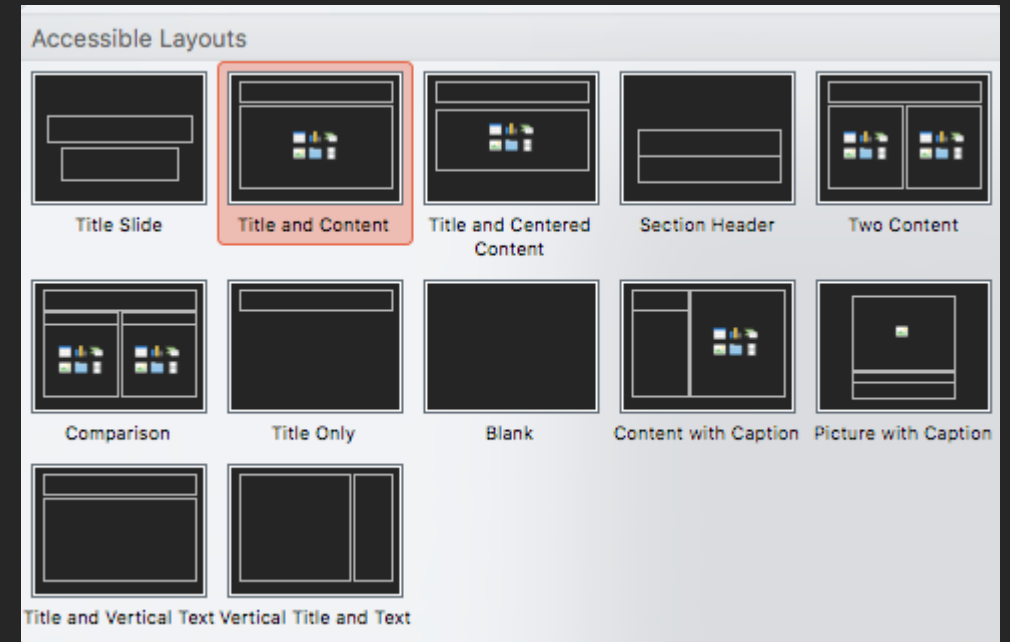 Accessible Layouts
Title Slide
Title and Content
Title and Centered
Content
Section Header
Two Content
Comparison
Title Only
Blank
Content with Caption
Picture with Caption
Title and Vertical Text
Vertical Title and Text